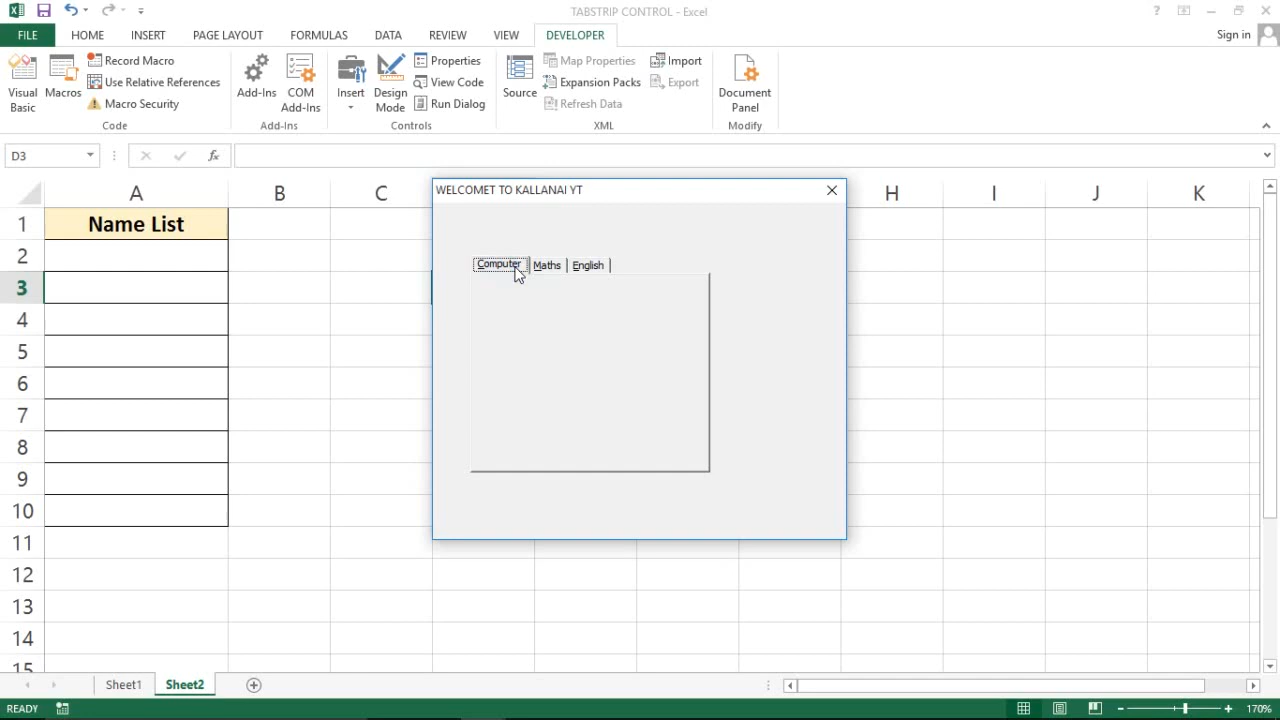 TABSTRIP CONTROL - Excel
FILE HOME INSERT PAGE LAYOUT FORMULAS DATA REVIEW VIEW DEVELOPER Sign in
Visual Basic
Macros
Record Macro
Use Relative References
Macro Security
Code
Add-Ins
COM Add-Ins
Add-Ins
Insert
Design Mode
Properties
View Code
Run Dialog
Controls
Source
Map Properties
Expansion Packs
Refresh Data
Import
Export
XML
Document Panel
Modify
D3
fx
A B C H I J K
WELCOMET TO KALLANAI YT
Computer Maths English
1 Name List
2
3
4
5
6
7
8
9
10
11
12
13
14
15
Sheet1 Sheet2
READY 170%